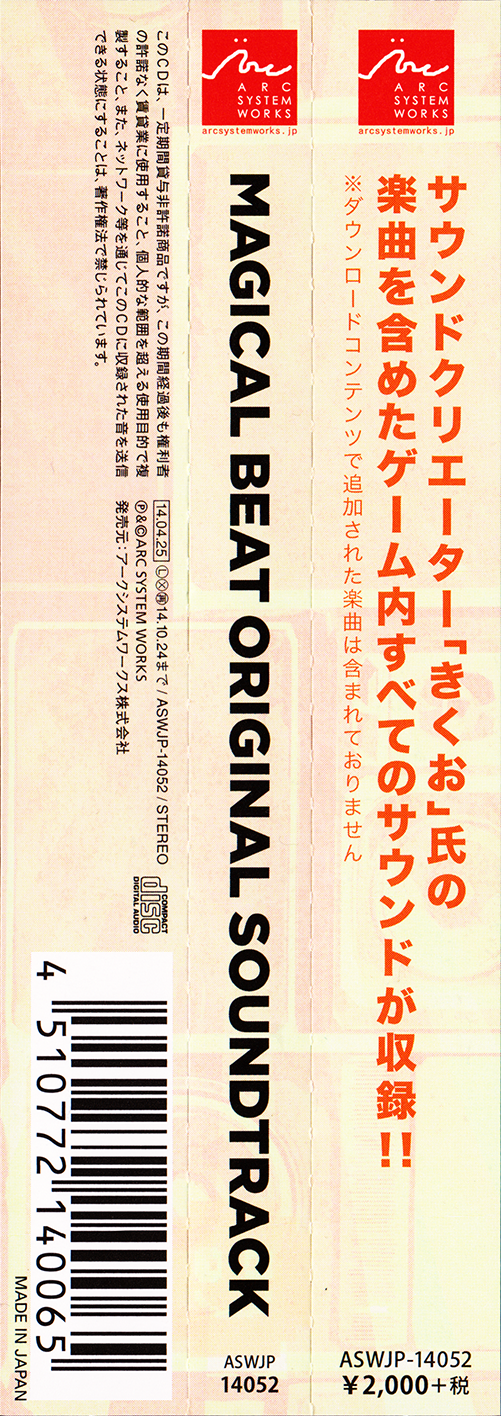 ARC
SYSTEM
WORKS
arcsystemworks.jp
サウンドクリエーター「きくお」氏の
楽曲を含めたゲーム内すべてのサウンドが収録!!
※ダウンロードコンテンツで追加された楽曲は含まれておりません
ASWJP-14052
¥2,000+税
ARC
SYSTEM
WORKS
arcsystemworks.jp
MAGICAL BEAT ORIGINAL SOUNDTRACK
ASWJP
14052
このCDは、一定期間貸与非許諾商品ですが、この期間経過後も権利者
の許諾なく賃貸業に使用すること、個人的な範囲を超える使用目的で複
製すること、また、ネットワーク等を通じてこのCDに収録された音を送信
できる状態にすることは、著作権法で禁じられています。
14.04.25 ⓁⓍ㊢14.10.24まで / ASWJP-14052 / STEREO
Ⓟ&©ARC SYSTEM WORKS
発売元:アークシステムワークス株式会社
COMPACT
disc
DIGITAL AUDIO
4 510772 140065
MADE IN JAPAN